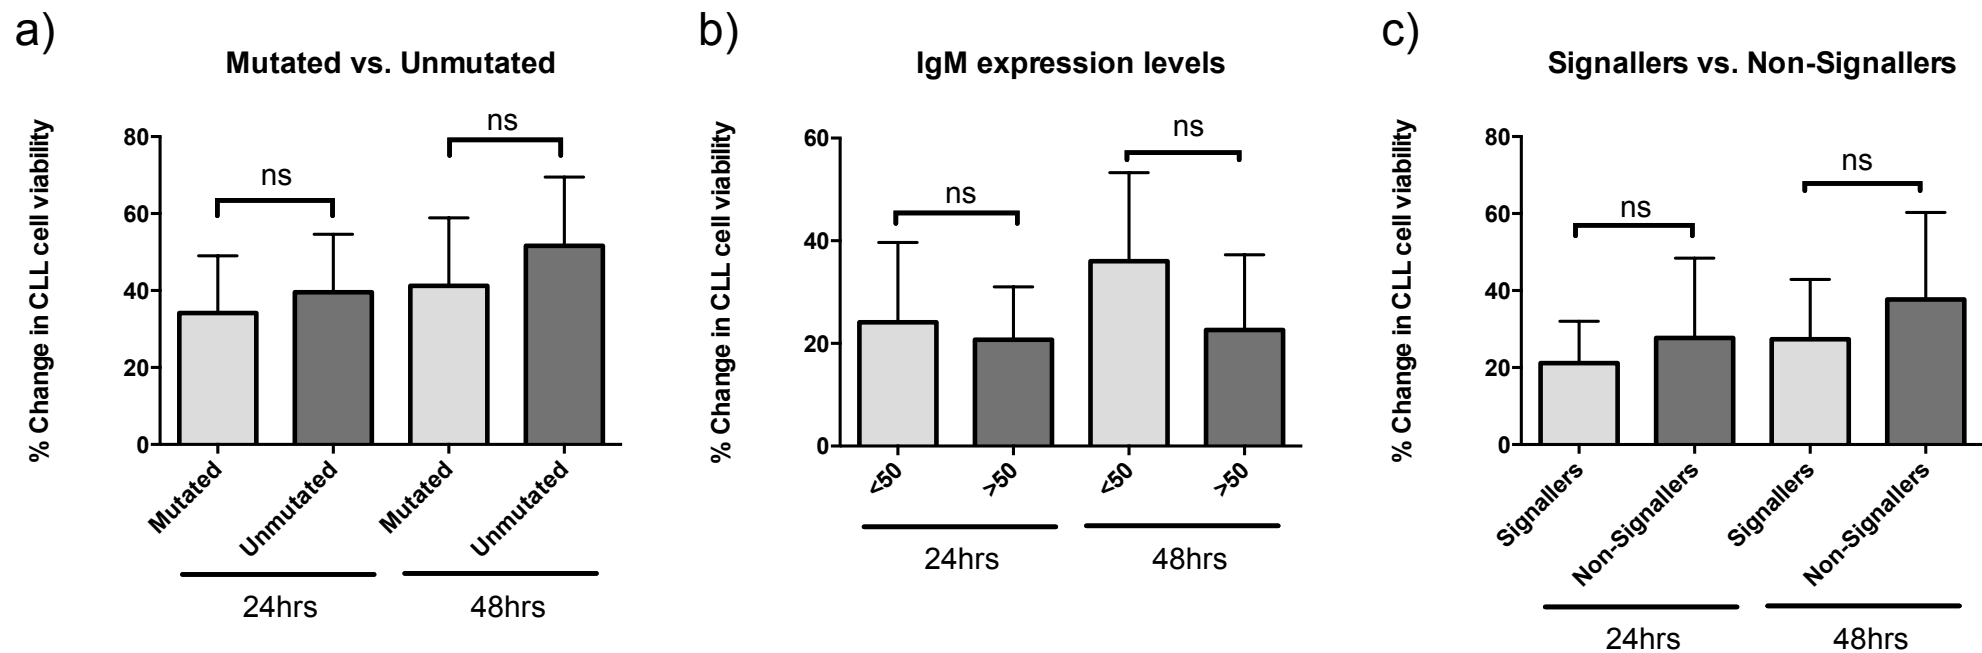 a)
Mutated vs. Unmutated
% Change in CLL cell viability
80
60
40
20
0
ns
ns
Mutated
Unmutated
Mutated
Unmutated
24hrs
48hrs
b)
IgM expression levels
% Change in CLL cell viability
60
40
20
0
ns
ns
<50
>50
<50
>50
24hrs
48hrs
c)
Signallers vs. Non-Signallers
% Change in CLL cell viability
80
60
40
20
0
ns
ns
Signallers
Non-Signallers
Signallers
Non-Signallers
24hrs
48hrs